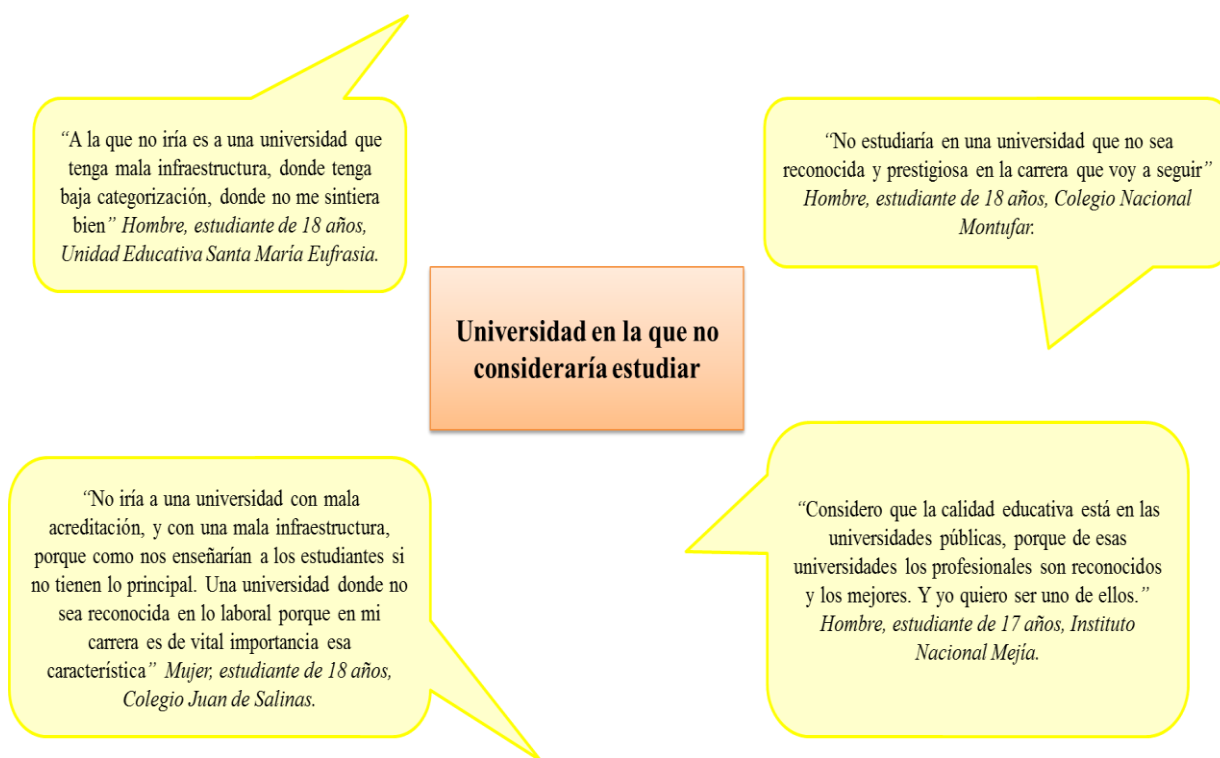 “A la que no iría es a una universidad que
tenga mala infraestructura, donde tenga
baja categorización, donde no me sintiera
bien” Hombre, estudiante de 18 años,
Unidad Educativa Santa María Eufrasia.
“No estudiaría en una universidad que no sea
reconocida y prestigiosa en la carrera que voy a seguir”
Hombre, estudiante de 18 años, Colegio Nacional
Montufar.
Universidad en la que no
consideraría estudiar
“No iría a una universidad con mala
acreditación, y con una mala infraestructura,
porque como nos enseñarían a los estudiantes si
no tienen lo principal. Una universidad donde no
sea reconocida en lo laboral porque en mi
carrera es de vital importancia esa
característica” Mujer, estudiante de 18 años,
Colegio Juan de Salinas.
“Considero que la calidad educativa está en las
universidades públicas, porque de esas
universidades los profesionales son reconocidos
y los mejores. Y yo quiero ser uno de ellos.”
Hombre, estudiante de 17 años, Instituto
Nacional Mejía.